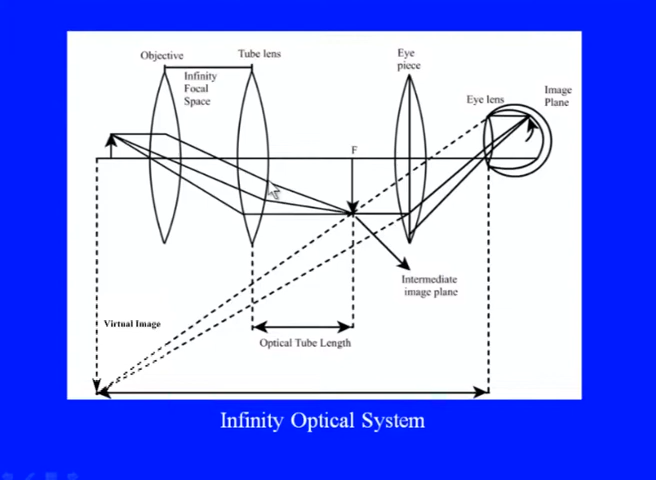 Objective
Tube lens
Infinity
Focal
Space
Eye
piece
Eye lens
Image
Plane
F
Intermediate
image plane
Virtual Image
Optical Tube Length
Infinity Optical System